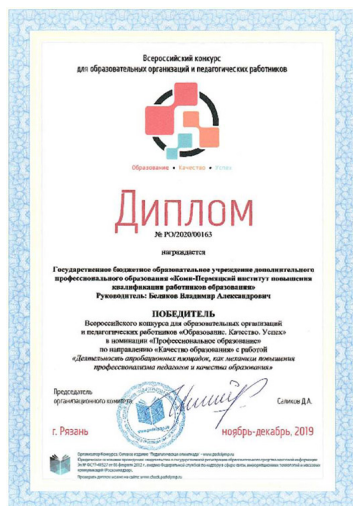 Всероссийский конкурс
для образовательных организаций и педагогических работников
Образование • Качество • Успех
Диплом
№ РО/2020/00163
награждается
Государственное бюджетное образовательное учреждение дополнительного
профессионального образования «Коми-Пермяцкий институт повышения
квалификации работников образования»
Руководитель: Беликов Владимир Александрович
ПОБЕДИТЕЛЬ
Всероссийского конкурса для образовательных организаций
и педагогических работников «Образование. Качество. Успех»
в номинации «Профессиональное образование»
по направлению «Качество образования» с работой
«Деятельность апробационных площадок, как механизм повышения
профессионализма педагогов и качества образования»
Председатель
организационного комитета
Саликов Д.А.
г. Рязань
ноябрь-декабрь, 2019